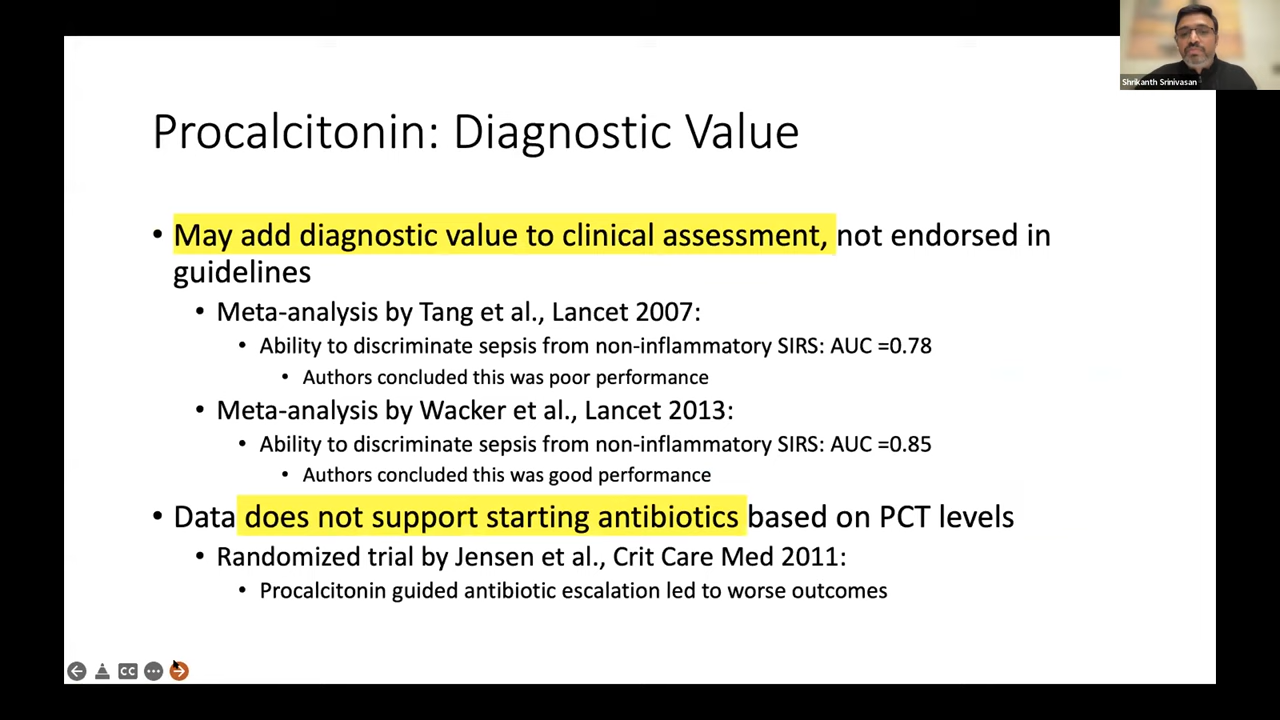 Shrikanth Srinivasan
Procalcitonin: Diagnostic Value
• May add diagnostic value to clinical assessment, not endorsed in
guidelines
• Meta-analysis by Tang et al., Lancet 2007:
• Ability to discriminate sepsis from non-inflammatory SIRS: AUC =0.78
• Authors concluded this was poor performance
• Meta-analysis by Wacker et al., Lancet 2013:
• Ability to discriminate sepsis from non-inflammatory SIRS: AUC =0.85
• Authors concluded this was good performance
• Data does not support starting antibiotics based on PCT levels
• Randomized trial by Jensen et al., Crit Care Med 2011:
• Procalcitonin guided antibiotic escalation led to worse outcomes
CC